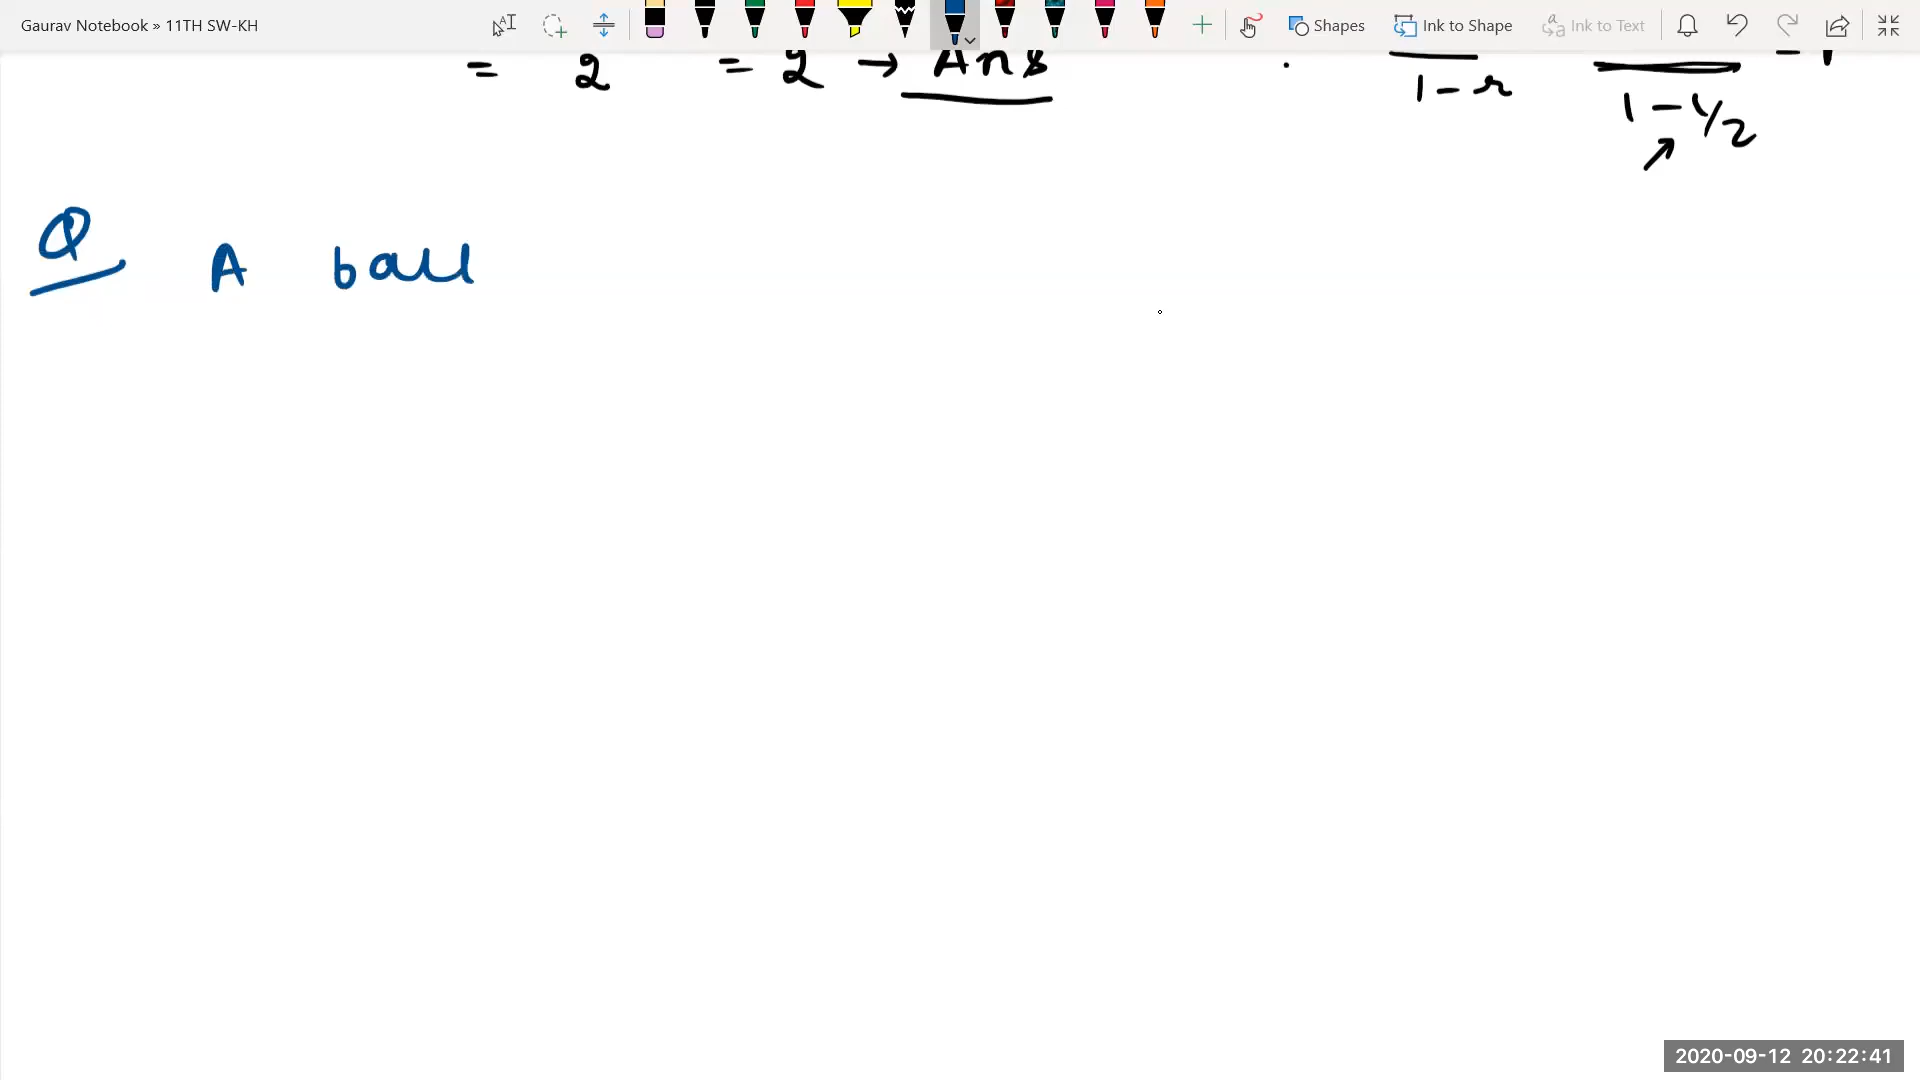 Gaurav Notebook » 11TH SW-KH
Shapes
Ink to Shape
Ink to Text
= 2 = 2 → Ans
1-r
1-1/2
Q A ball
2020-09-12 20:22:41